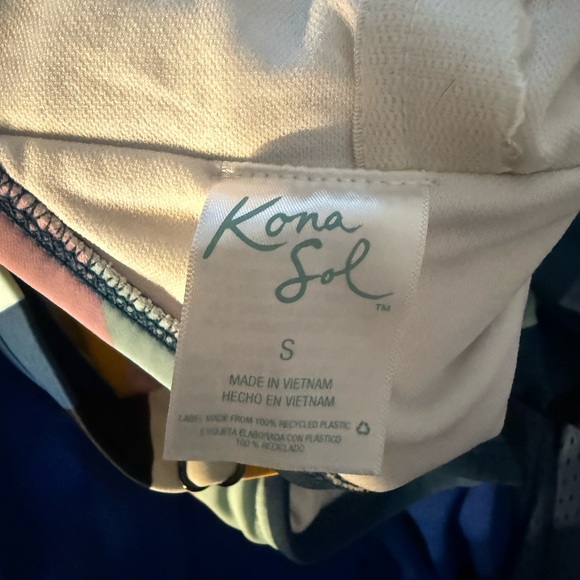 Kona
Sol
™
S
MADE IN VIETNAM
HECHO EN VIETNAM
LABEL MADE FROM 100% RECYCLED PLASTIC
ETIQUETA ELABORADA CON PLÁSTICO
100 % RECICLADO